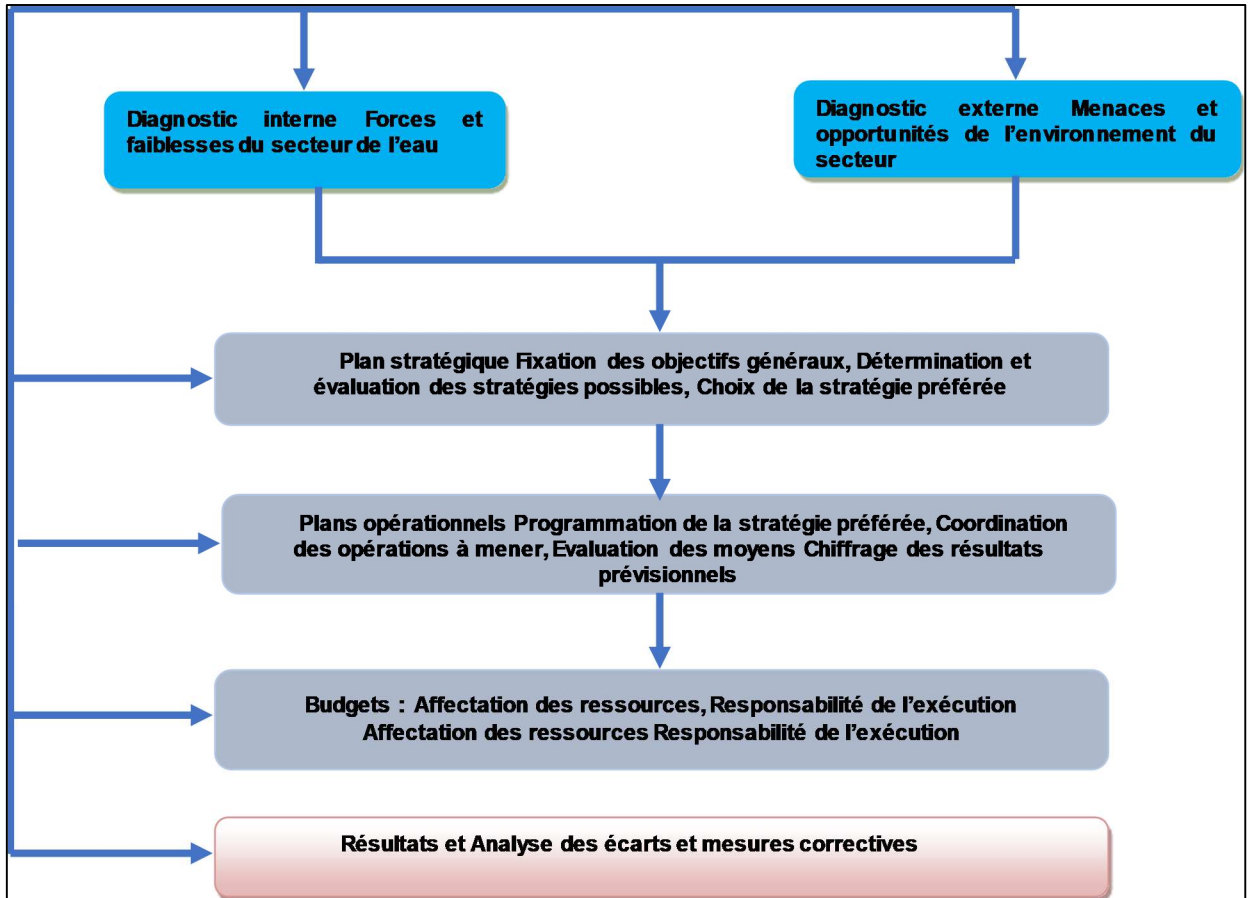 Diagnostic interne Forces et
faiblesses du secteur de l'eau
Diagnostic externe Menaces et
opportunités de l'environnement du
secteur
Plan stratégique Fixation des objectifs généraux, Détermination et
évaluation des stratégies possibles, Choix de la stratégie préférée
Plans opérationnels Programmation de la stratégie préférée, Coordination
des opérations à mener, Evaluation des moyens Chiffrage des résultats
prévisionnels
Budgets : Affectation des ressources, Responsabilité de l'exécution
Affectation des ressources Responsabilité de l'exécution
Résultats et Analyse des écarts et mesures correctives